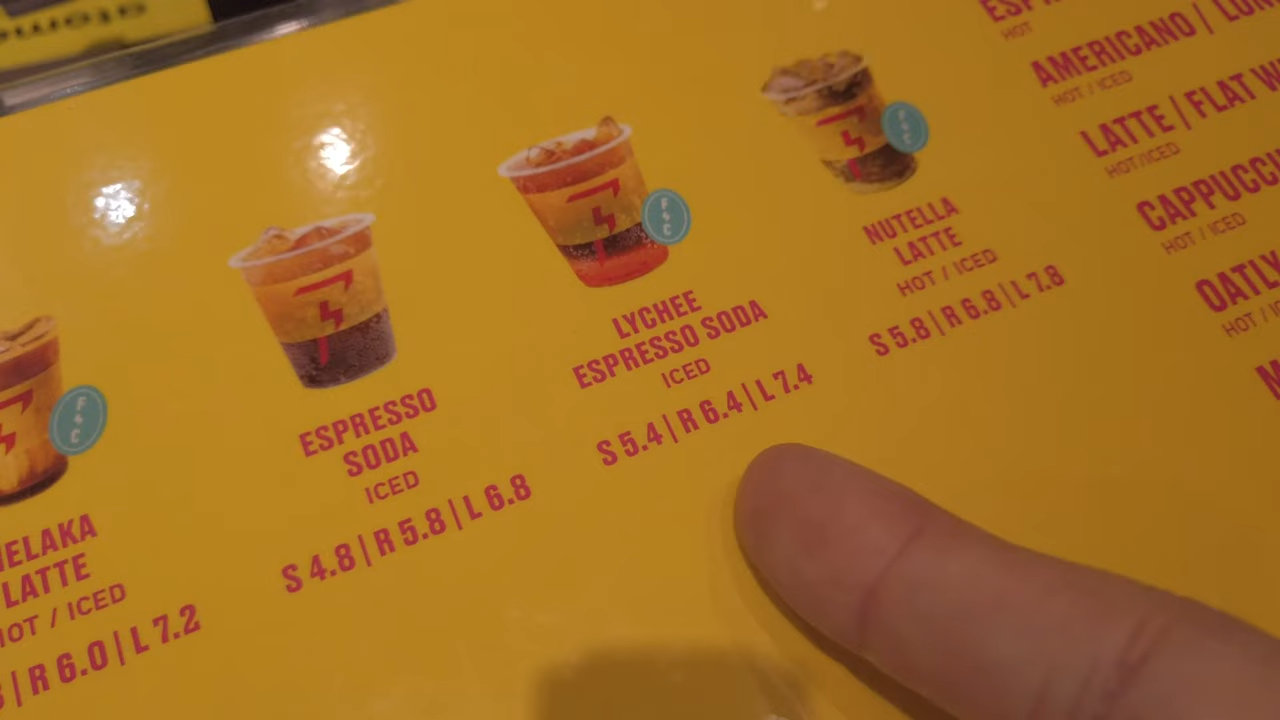 MELAKA
LATTE
HOT / ICED
R 6.0 | L 7.2
ESPRESSO
SODA
ICED
S 4.8 | R 5.8 | L 6.8
F
C
LYCHEE
ESPRESSO SODA
ICED
S 5.4 | R 6.4 | L 7.4
F
C
NUTELLA
LATTE
HOT / ICED
S 5.8 | R 6.8 | L 7.8
F
C
HOT
AMERICANO |
HOT / ICED
LATTE | FLAT
HOT/ICED
HOT / ICED
OATLY